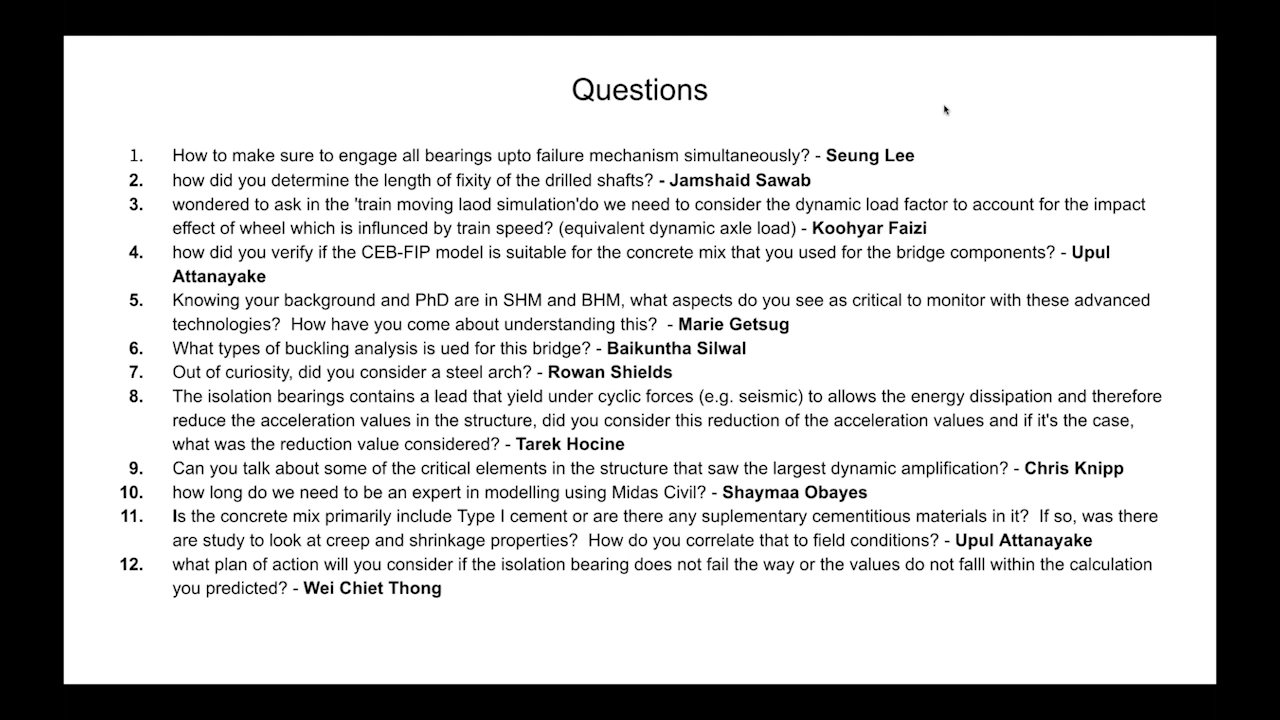 Questions
1. How to make sure to engage all bearings upto failure mechanism simultaneously? - Seung Lee
2. how did you determine the length of fixity of the drilled shafts? - Jamshaid Sawab
3. wondered to ask in the 'train moving laod simulation'do we need to consider the dynamic load factor to account for the impact
effect of wheel which is influnced by train speed? (equivalent dynamic axle load) - Koohyar Faizi
4. how did you verify if the CEB-FIP model is suitable for the concrete mix that you used for the bridge components? - Upul
Attanayake
5. Knowing your background and PhD are in SHM and BHM, what aspects do you see as critical to monitor with these advanced
technologies? How have you come about understanding this? - Marie Getsug
6. What types of buckling analysis is ued for this bridge? - Baikuntha Silwal
7. Out of curiosity, did you consider a steel arch? - Rowan Shields
8. The isolation bearings contains a lead that yield under cyclic forces (e.g. seismic) to allows the energy dissipation and therefore
reduce the acceleration values in the structure, did you consider this reduction of the acceleration values and if it's the case,
what was the reduction value considered? - Tarek Hocine
9. Can you talk about some of the critical elements in the structure that saw the largest dynamic amplification? - Chris Knipp
10. how long do we need to be an expert in modelling using Midas Civil? - Shaymaa Obayes
11. Is the concrete mix primarily include Type I cement or are there any suplementary cementitious materials in it? If so, was there
are study to look at creep and shrinkage properties? How do you correlate that to field conditions? - Upul Attanayake
12. what plan of action will you consider if the isolation bearing does not fail the way or the values do not falll within the calculation
you predicted? - Wei Chiet Thong